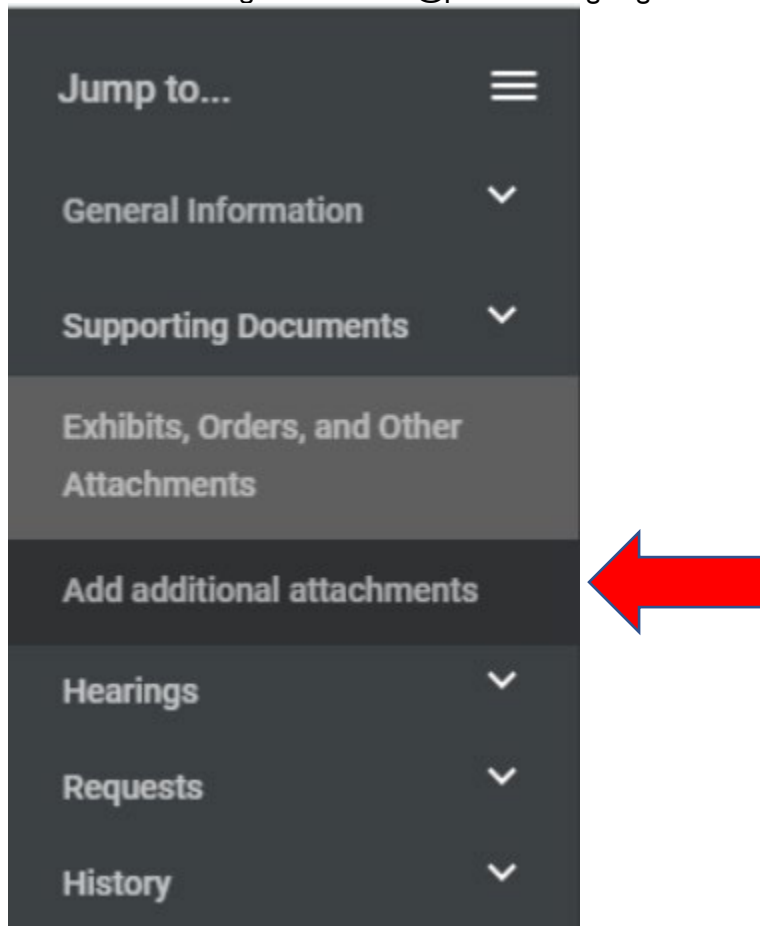 Jump to...
General Information
Supporting Documents
Exhibits, Orders, and Other
Attachments
Add additional attachments
Hearings
Requests
History